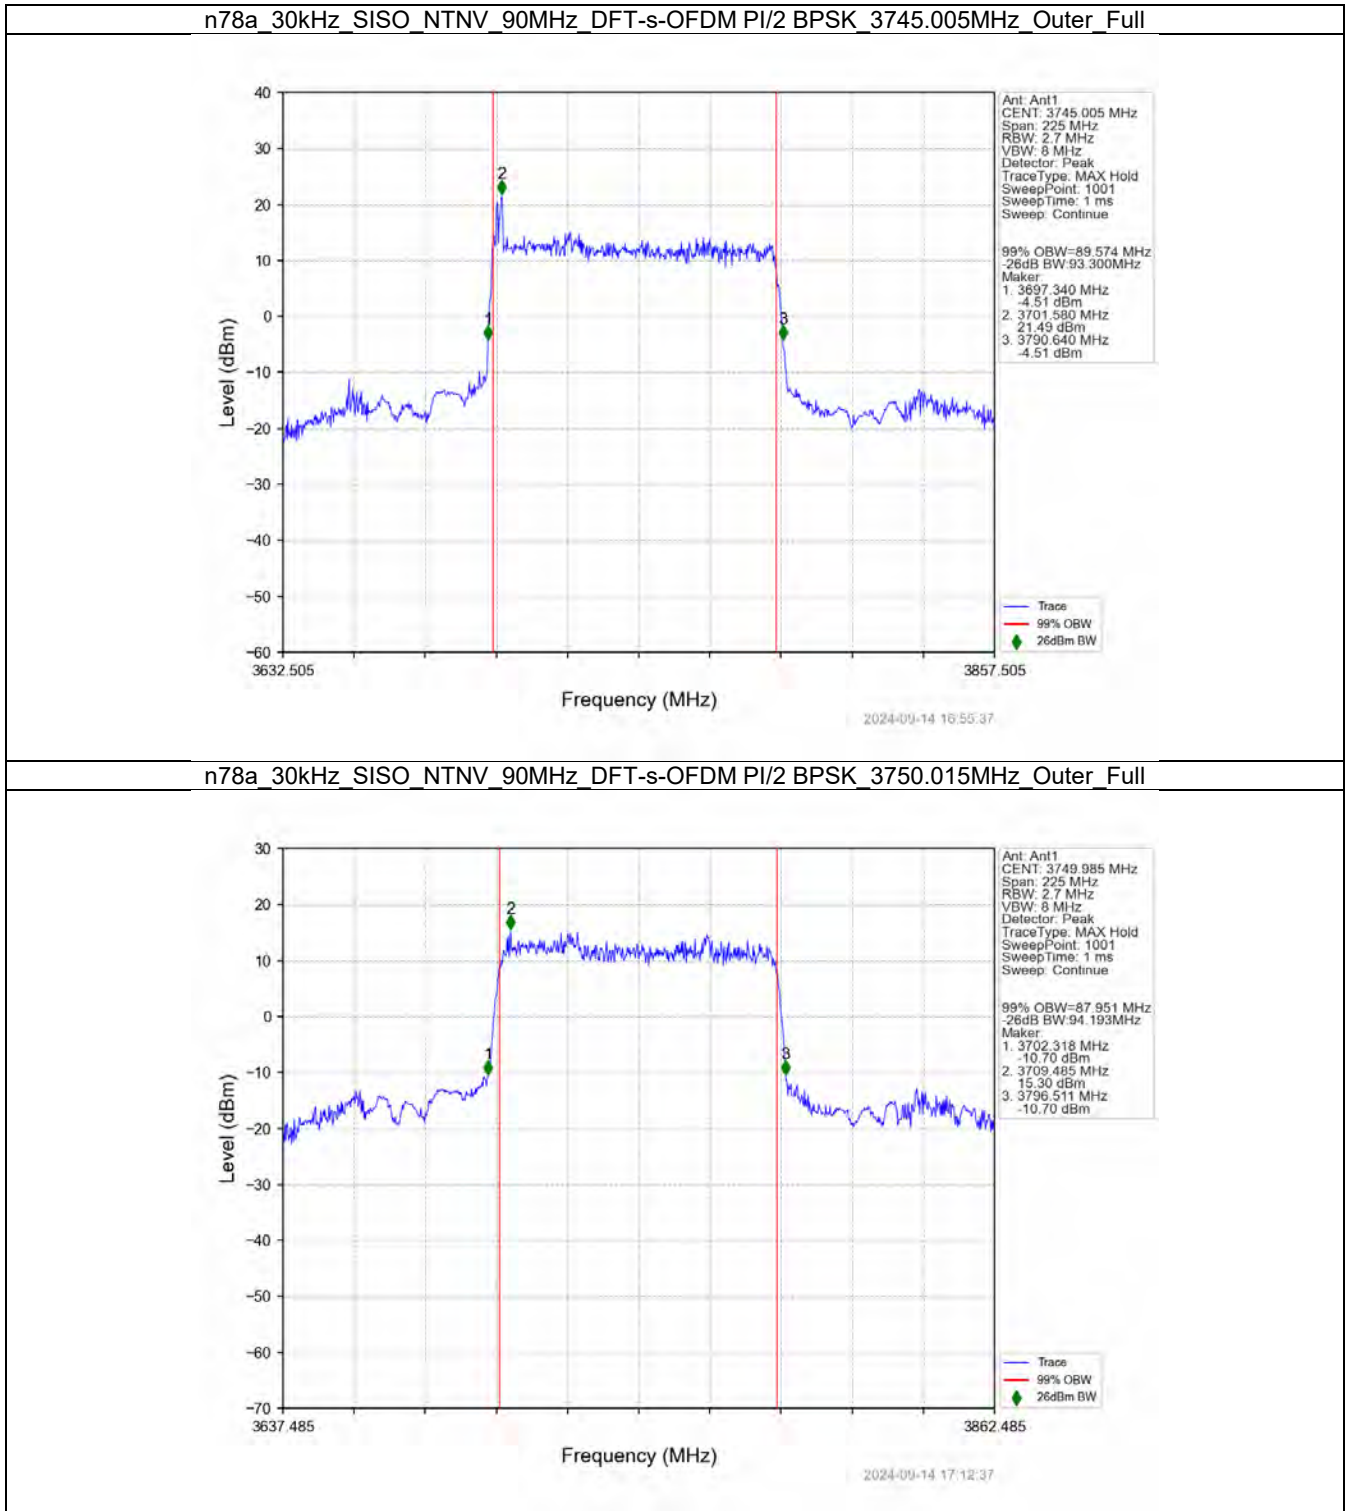 n78a_30kHz_SISO_NTNV_90MHz_DFT-s-OFDM PI/2 BPSK_3745.005MHz_Outer_Full
40
30
20
10
0
−10
−20
−30
−40
−50
−60
Level (dBm)
1
2
3
3632.505
3857.505
Frequency (MHz)
Ant: Ant1
CENT: 3745.005 MHz
Span: 225 MHz
RBW: 2.7 MHz
VBW: 8 MHz
Detector: Peak
TraceType: MAX Hold
SweepPoint: 1001
SweepTime: 1 ms
Sweep: Continue
99% OBW=89.574 MHz
-26dB BW:93.300MHz
Maker:
1. 3697.340 MHz
-4.51 dBm
2. 3701.580 MHz
21.49 dBm
3. 3790.640 MHz
-4.51 dBm
Trace
99% OBW
26dBm BW
2024-09-14 16:55:37
n78a_30kHz_SISO_NTNV_90MHz_DFT-s-OFDM PI/2 BPSK_3750.015MHz_Outer_Full
30
20
10
0
−10
−20
−30
−40
−50
−60
−70
Level (dBm)
1
2
3
3637.485
3862.485
Frequency (MHz)
Ant: Ant1
CENT: 3749.985 MHz
Span: 225 MHz
RBW: 2.7 MHz
VBW: 8 MHz
Detector: Peak
TraceType: MAX Hold
SweepPoint: 1001
SweepTime: 1 ms
Sweep: Continue
99% OBW=87.951 MHz
-26dB BW:94.193MHz
Maker:
1. 3702.318 MHz
-10.70 dBm
2. 3709.485 MHz
15.30 dBm
3. 3796.511 MHz
-10.70 dBm
Trace
99% OBW
26dBm BW
2024-09-14 17:12:37